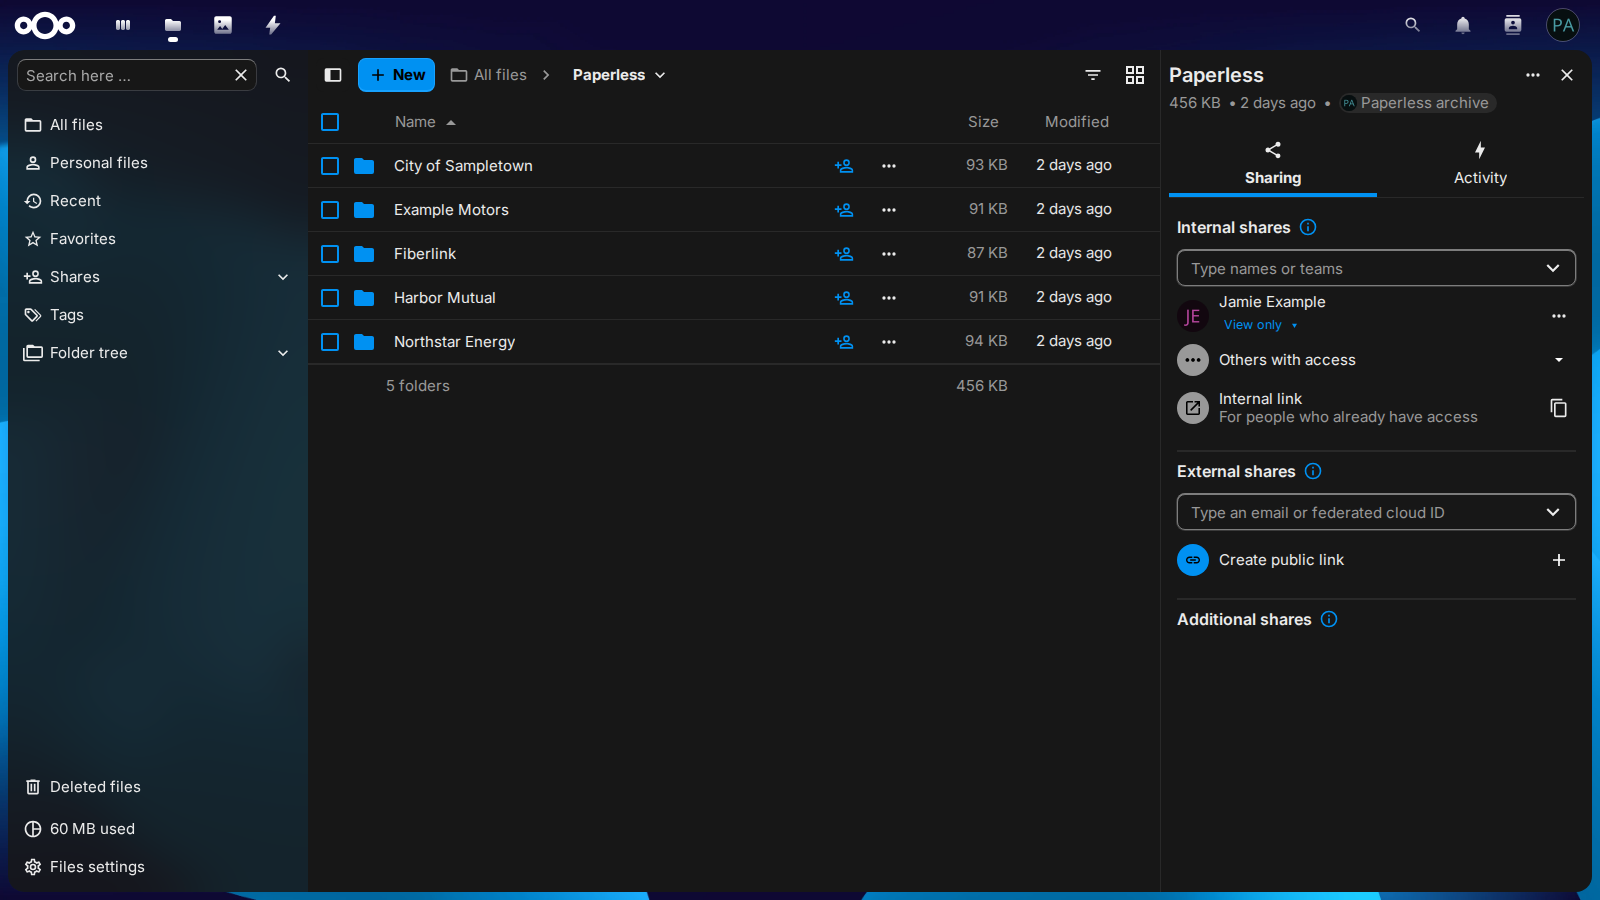 PA
Search here ...
All files
Personal files
Recent
Favorites
Shares
Tags
Folder tree
Deleted files
60 MB used
Files settings
New
All files
Paperless
Name
Size
Modified
City of Sampletown
93 KB
2 days ago
Example Motors
91 KB
2 days ago
Fiberlink
87 KB
2 days ago
Harbor Mutual
91 KB
2 days ago
Northstar Energy
94 KB
2 days ago
5 folders
456 KB
Paperless
456 KB • 2 days ago • PA Paperless archive
Sharing
Activity
Internal shares
Type names or teams
JE
Jamie Example
View only
Others with access
Internal link
For people who already have access
External shares
Type an email or federated cloud ID
Create public link
Additional shares